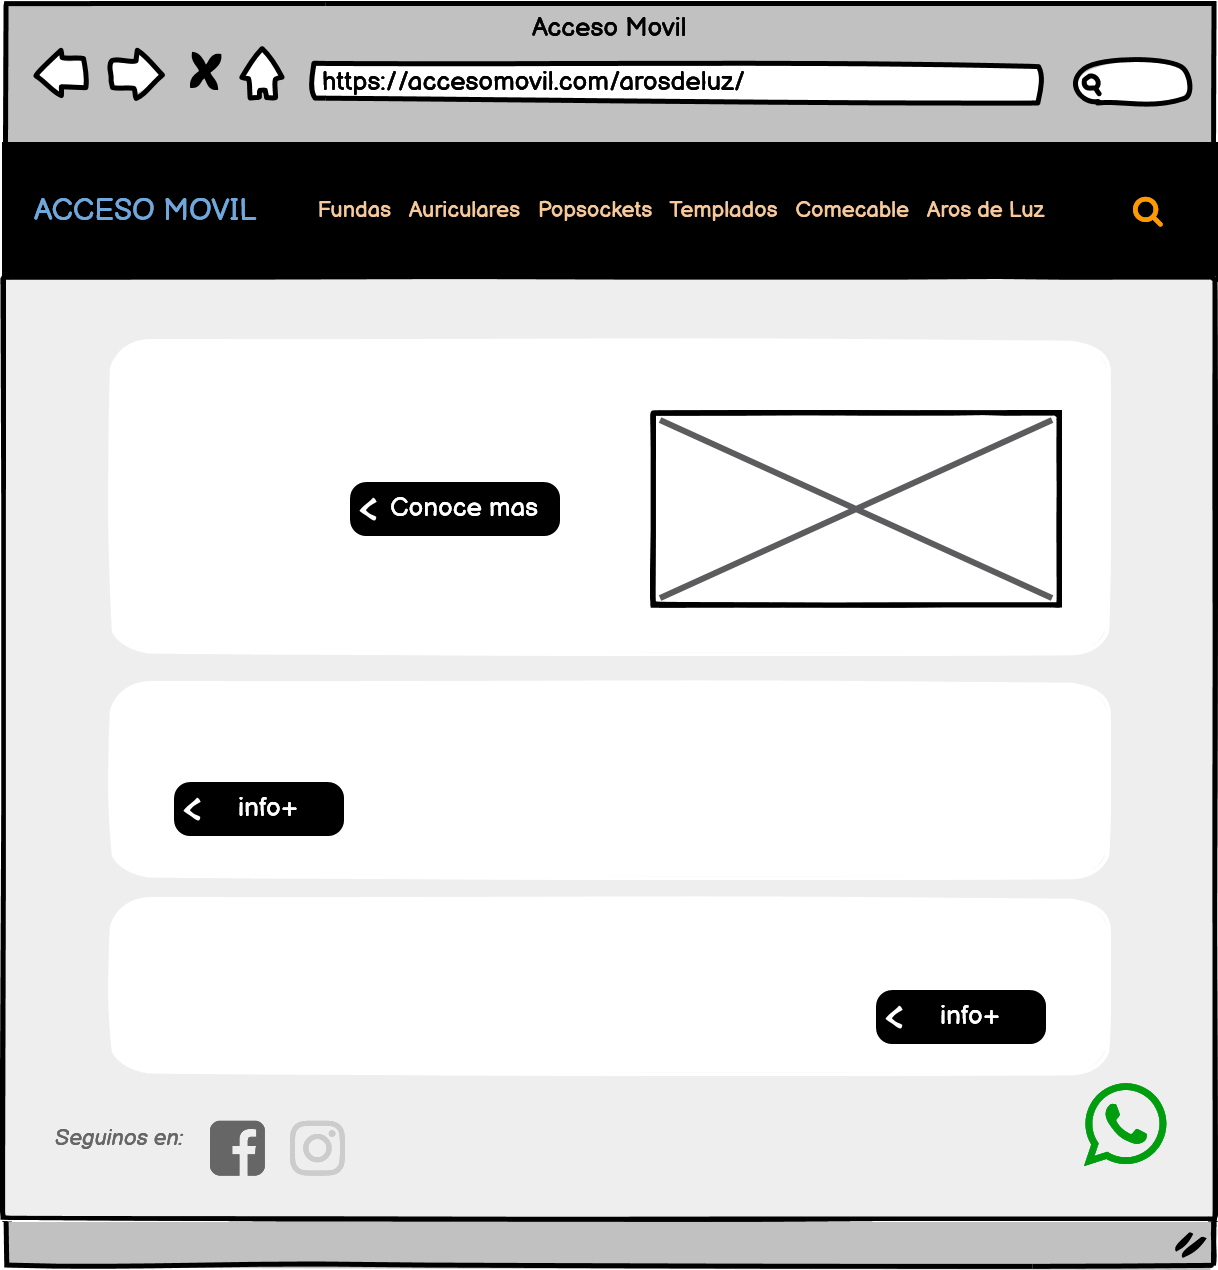 Acceso Movil
https://accesomovil.com/arosdeluz/
ACCESO MOVIL Fundas Auriculares Popsockets Templados Comecable Aros de Luz
Conoce mas
info+
info+
Seguinos en: